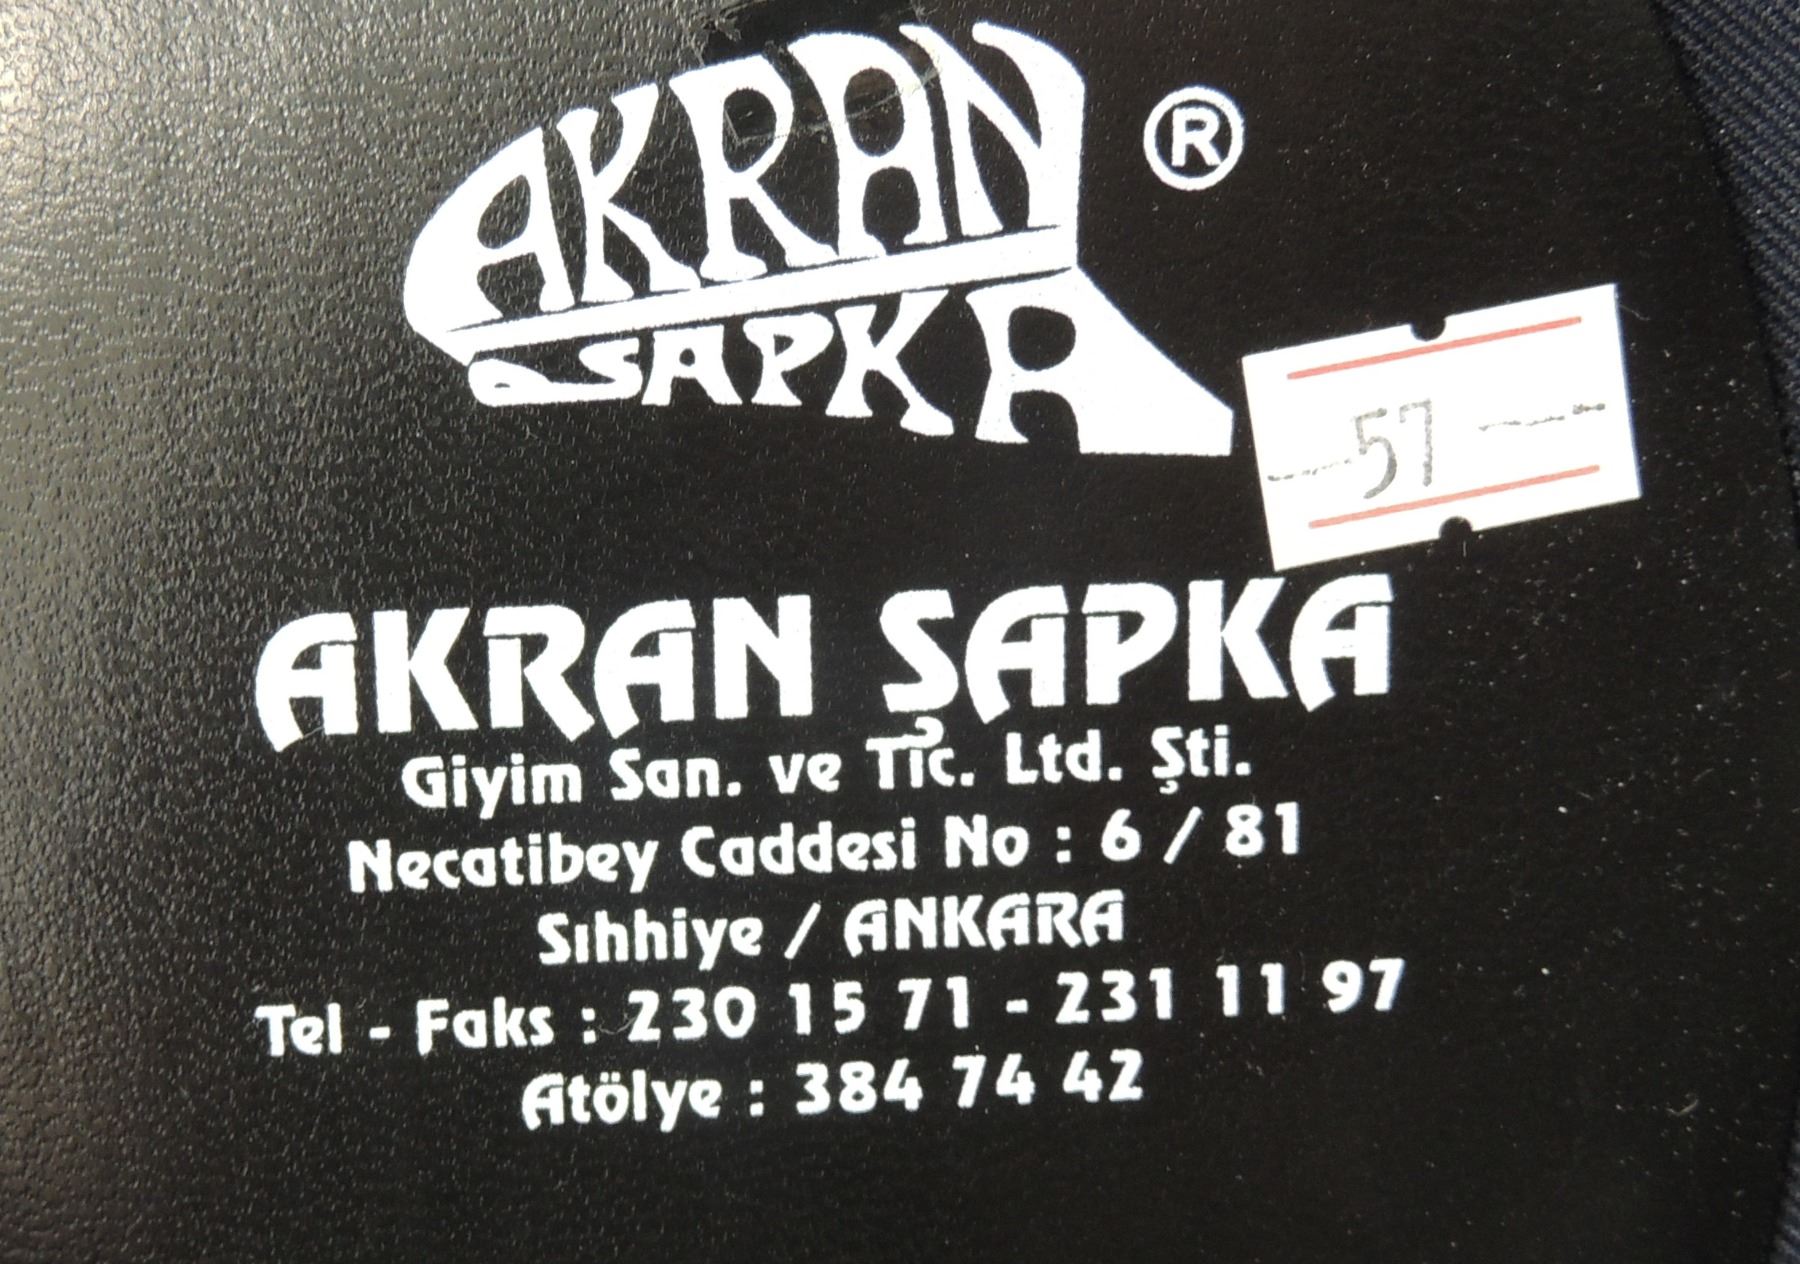 AKRAN ®
ŞAPKA
57
AKRAN ŞAPKA
Giyim San. ve Tic. Ltd. Şti.
Necatibey Caddesi No : 6 / 81
Sıhhiye / ANKARA
Tel - Faks : 230 15 71 - 231 11 97
Atölye : 384 74 42